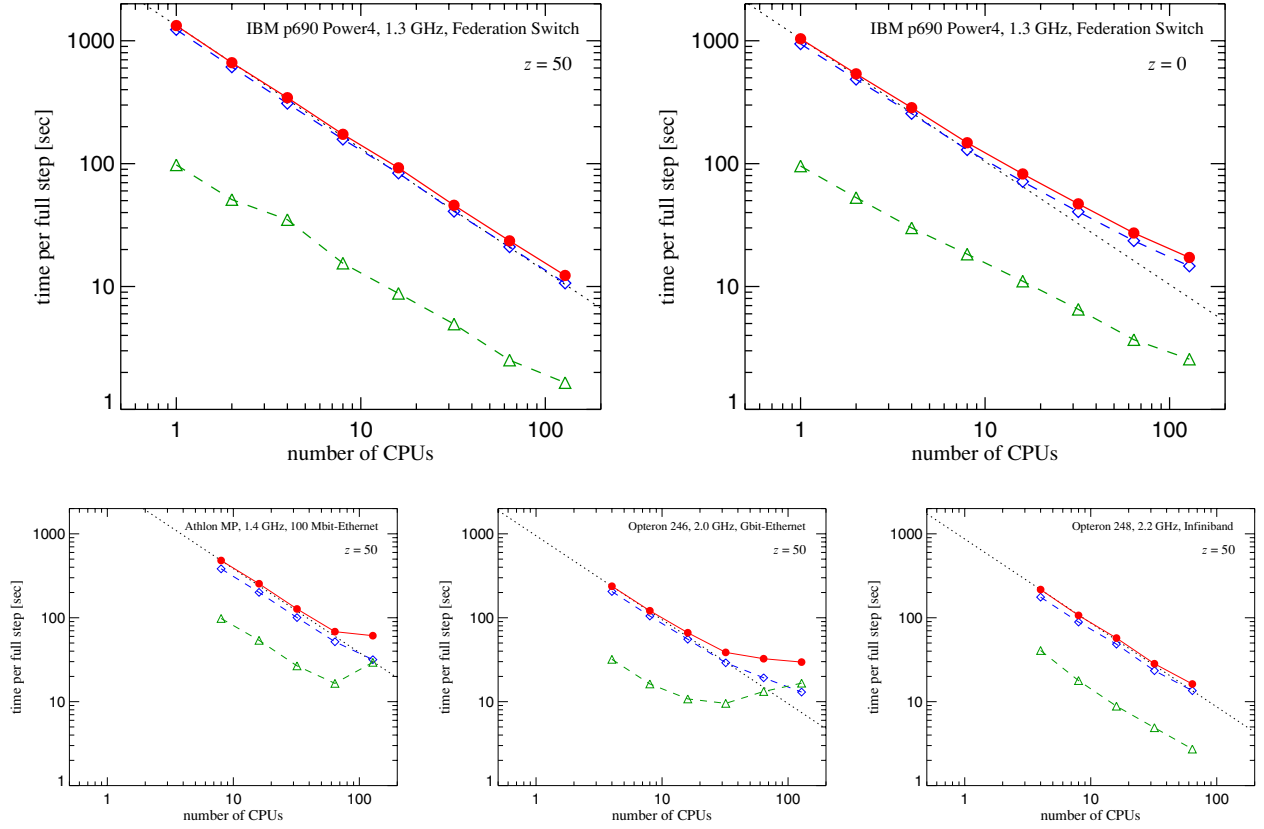 IBM p690 Power4, 1.3 GHz, Federation Switch
z = 50
1000
100
10
1
time per full step [sec]
1 10 100
number of CPUs
IBM p690 Power4, 1.3 GHz, Federation Switch
z = 0
1000
100
10
1
time per full step [sec]
1 10 100
number of CPUs
Athlon MP, 1.4 GHz, 100 Mbit-Ethernet
z = 50
1000
100
10
1
time per full step [sec]
1 10 100
number of CPUs
Opteron 246, 2.0 GHz, Gbit-Ethernet
z = 50
1000
100
10
1
time per full step [sec]
1 10 100
number of CPUs
Opteron 248, 2.2 GHz, Infiniband
z = 50
1000
100
10
1
time per full step [sec]
1 10 100
number of CPUs